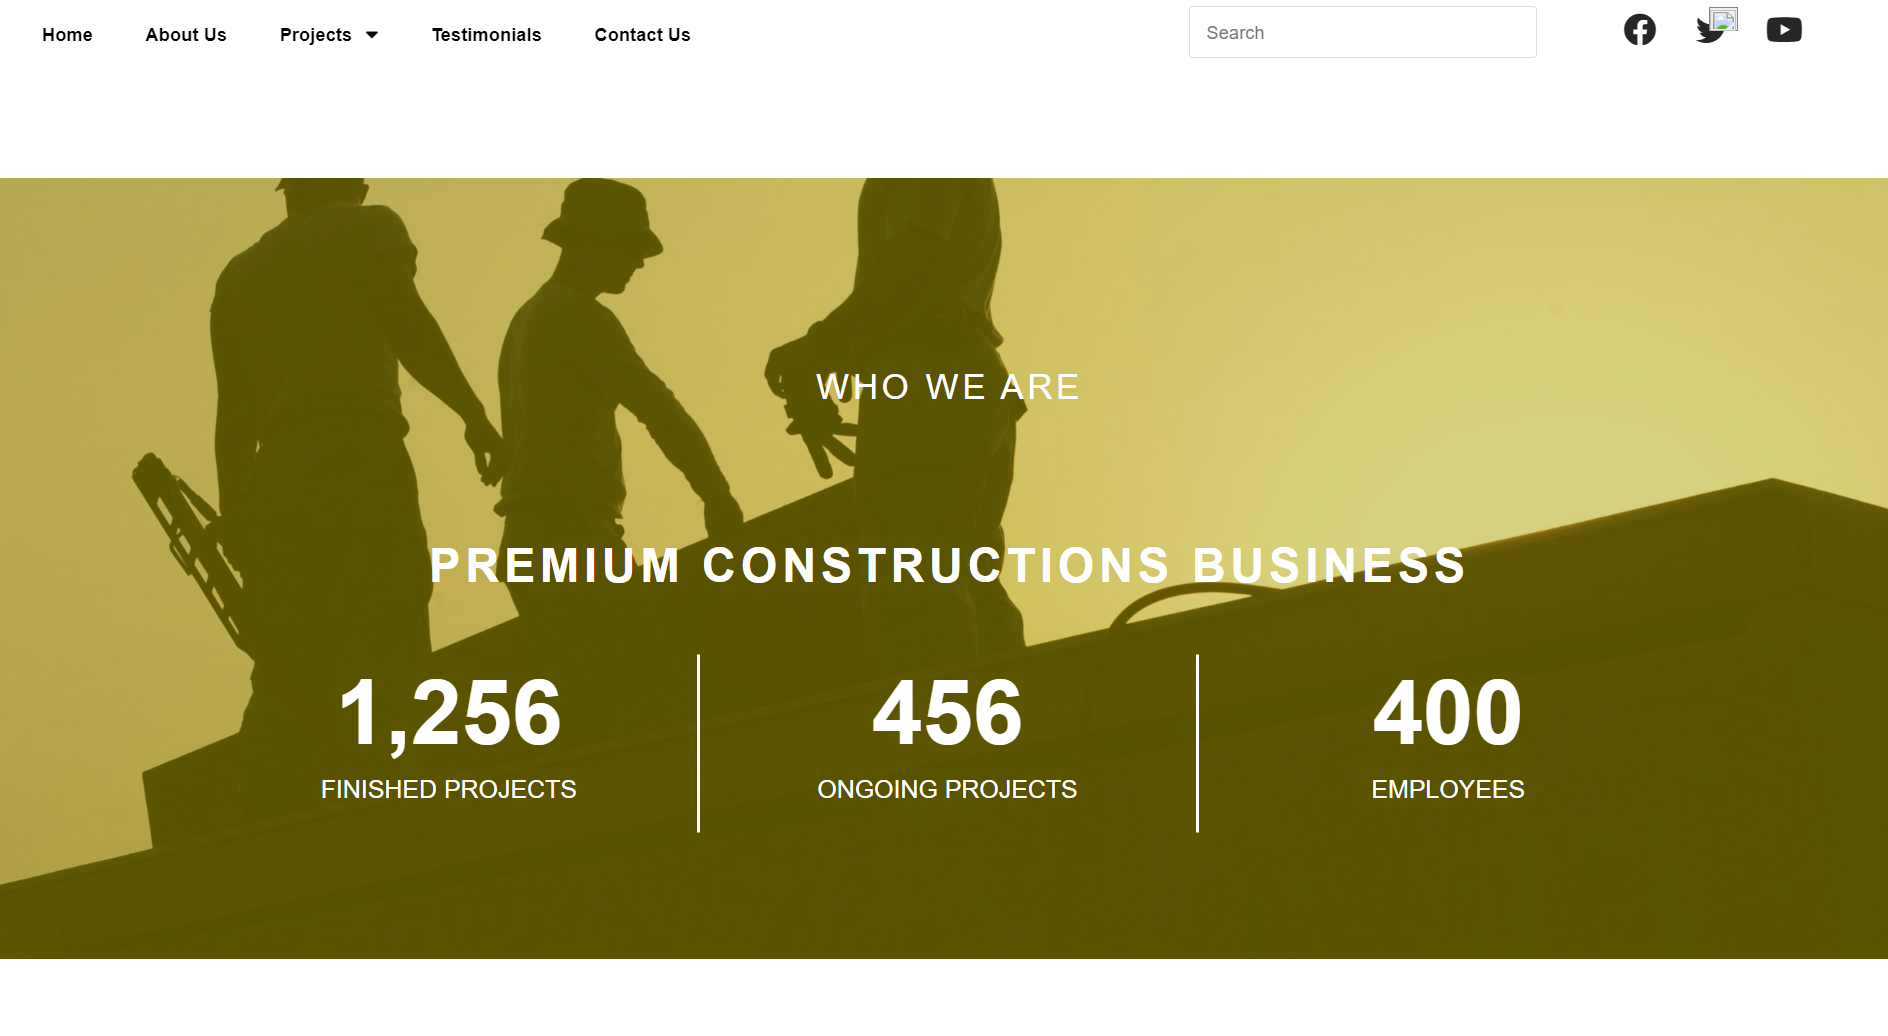 Home About Us Projects Testimonials Contact Us Search
WHO WE ARE
PREMIUM CONSTRUCTIONS BUSINESS
1,256 456 400
FINISHED PROJECTS ONGOING PROJECTS EMPLOYEES